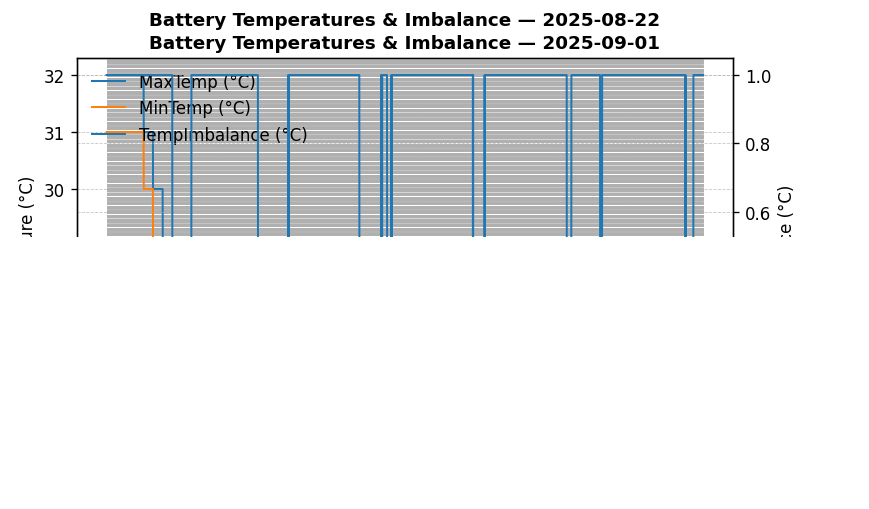 Battery Temperatures & Imbalance — 2025-08-22
Battery Temperatures & Imbalance — 2025-09-01
32
31
30
MaxTemp (°C)
MinTemp (°C)
TempImbalance (°C)
1.0
0.8
0.6
(°C)
(°C)